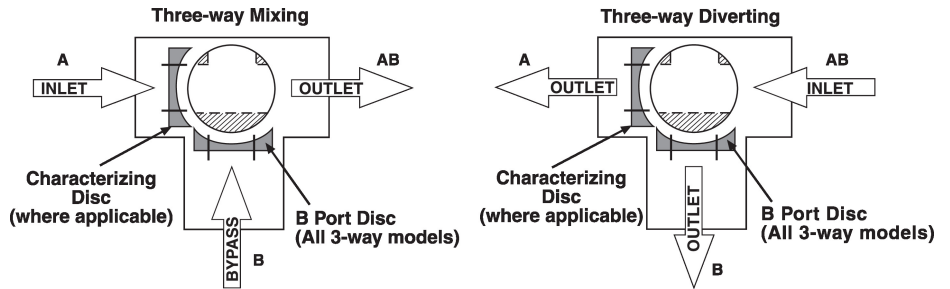 Three-way Mixing
A
INLET
AB
OUTLET
Characterizing
Disc
(where applicable)
BYPASS
B
B Port Disc
(All 3-way models)
Three-way Diverting
A
OUTLET
AB
INLET
Characterizing
Disc
(where applicable)
OUTLET
B
B Port Disc
(All 3-way models)